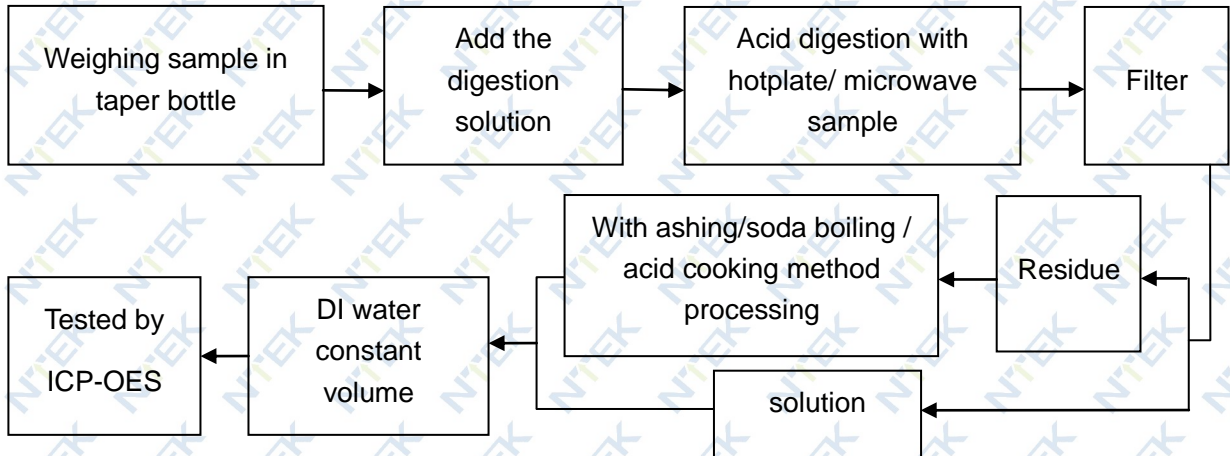 Weighing sample in
taper bottle
Add the
digestion
solution
Acid digestion with
hotplate/ microwave
sample
Filter
Residue
With ashing/soda boiling /
acid cooking method
processing
solution
DI water
constant
volume
Tested by
ICP-OES
NTEK